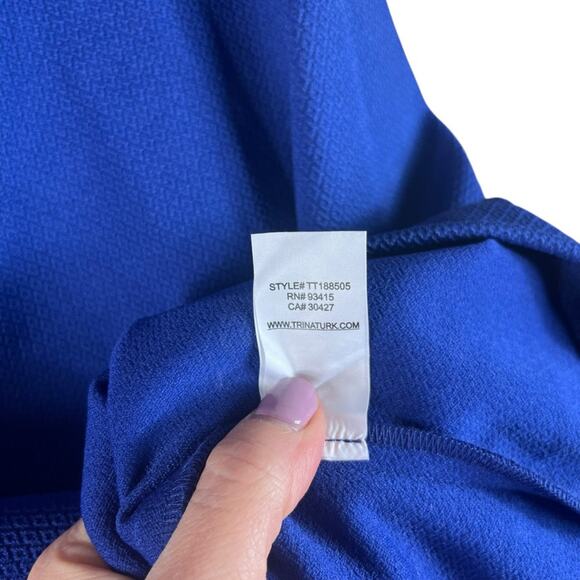 STYLE# TT188505
RN# 93415
CA# 30427
WWW.TRINATURK.COM